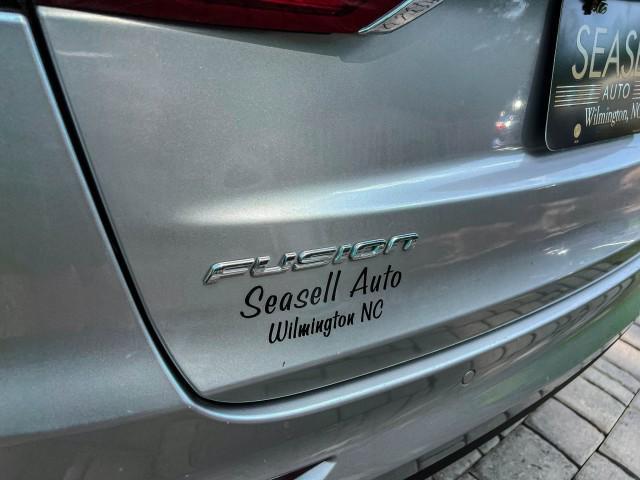 SEASE
AUTO
Wilmington, NC
FUSION
Seasell Auto
Wilmington NC